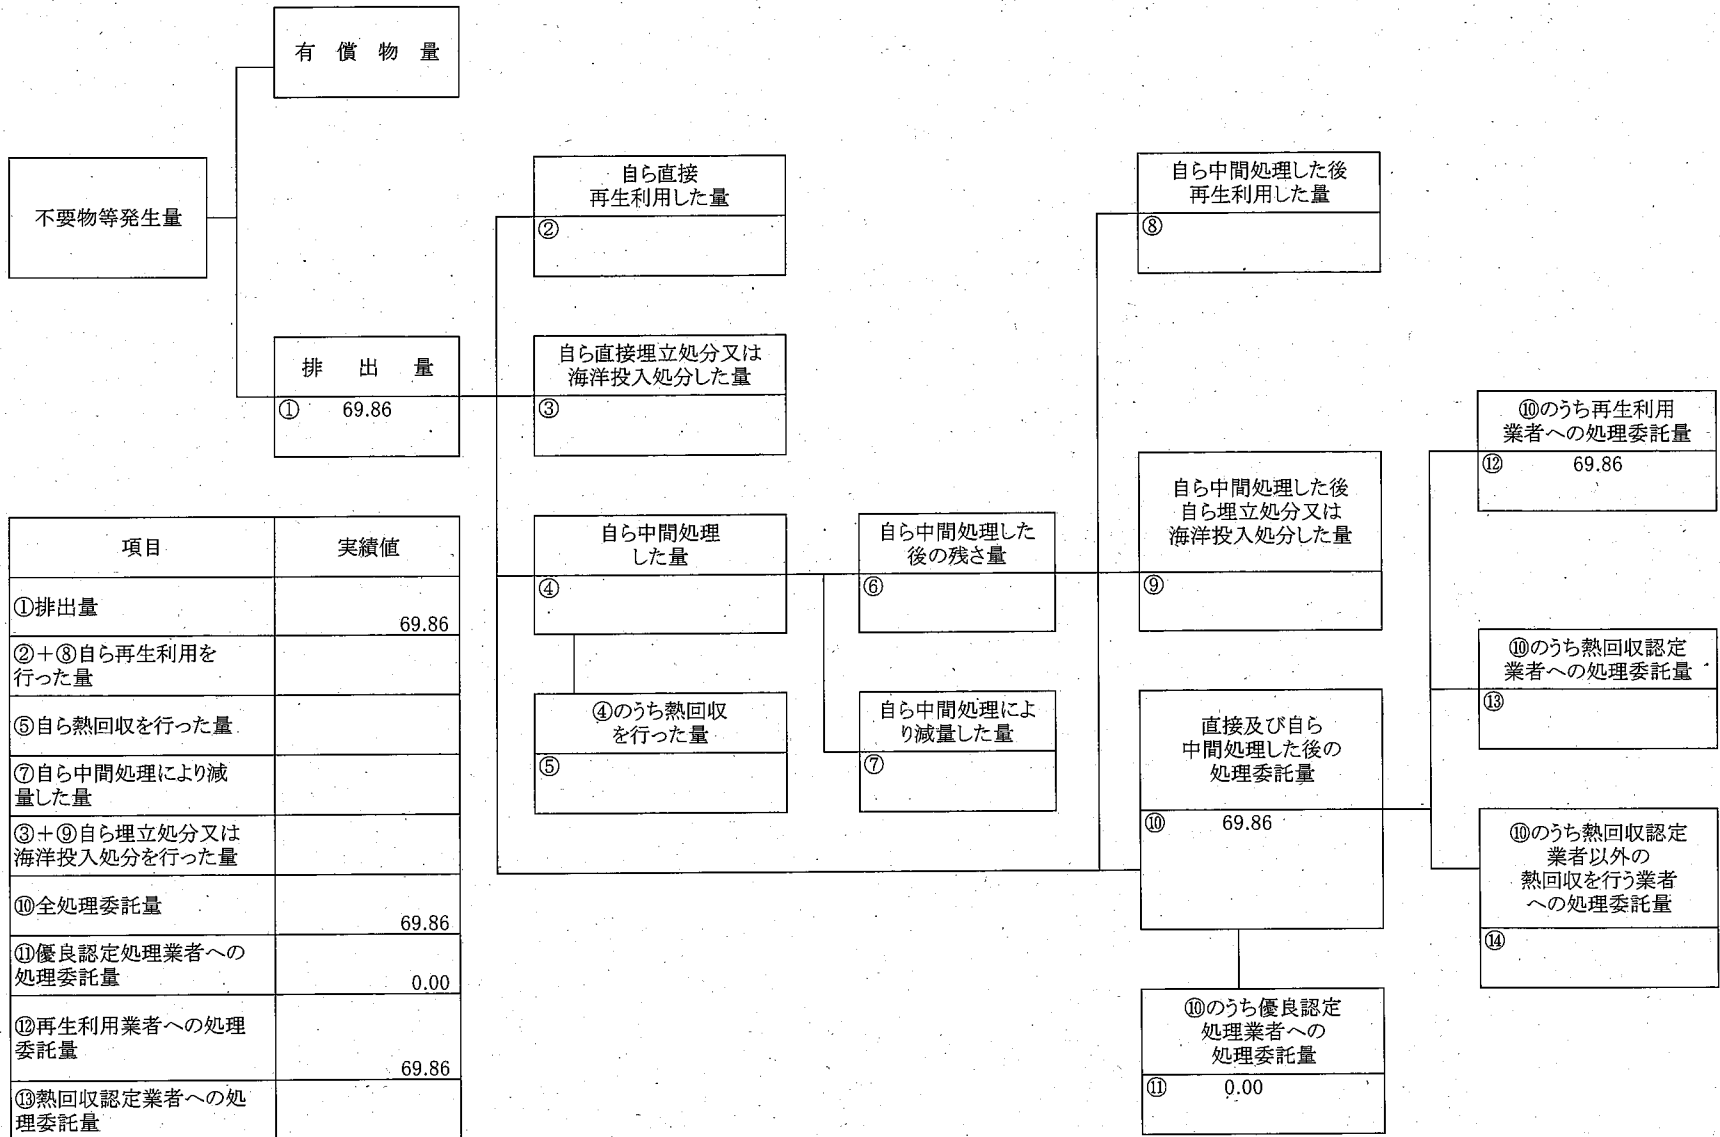 有償物量
不要物等発生量
排出量
① 69.86
自ら直接
再生利用した量
②
自ら直接埋立処分又は
海洋投入処分した量
③
自ら中間処理
した量
④
④のうち熱回収
を行った量
⑤
自ら中間処理した
後の残さ量
⑥
自ら中間処理によ
り減量した量
⑦
自ら中間処理した後
再生利用した量
⑧
自ら中間処理した後
自ら埋立処分又は
海洋投入処分した量
⑨
直接及び自ら
中間処理した後の
処理委託量
⑩ 69.86
⑩のうち優良認定
処理業者への
処理委託量
⑪ 0.00
⑩のうち再生利用
業者への処理委託量
⑫ 69.86
⑩のうち熱回収認定
業者への処理委託量
⑬
⑩のうち熱回収認定
業者以外の
熱回収を行う業者
への処理委託量
⑭
項目 実績値
①排出量
69.86
②+⑧自ら再生利用を
行った量
⑤自ら熱回収を行った量
⑦自ら中間処理により減
量した量
③+⑨自ら埋立処分又は
海洋投入処分を行った量
⑩全処理委託量
69.86
⑪優良認定処理業者への
処理委託量 0.00
⑫再生利用業者への処理
委託量
69.86
⑬熱回収認定業者への処
理委託量